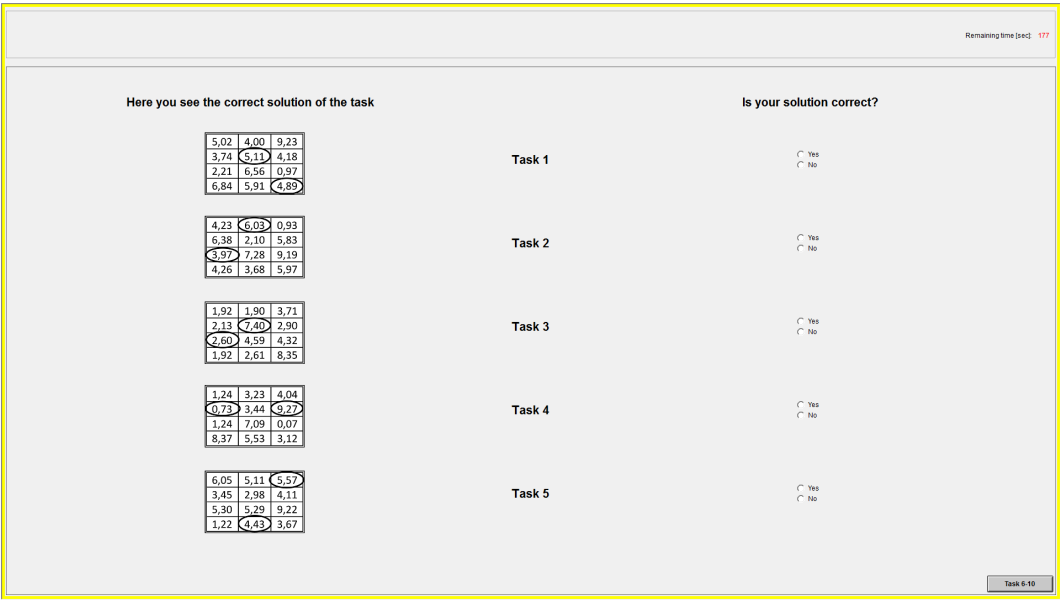 Remaining time [sec]: 177
Here you see the correct solution of the task
Is your solution correct?
5,02 4,00 9,23
3,74 5,11 4,18
2,21 6,56 0,97
6,84 5,91 4,89
Task 1
Yes
No
4,23 6,03 0,93
6,38 2,10 5,83
3,97 7,28 9,19
4,26 3,68 5,97
Task 2
Yes
No
1,92 1,90 3,71
2,13 7,40 2,90
2,60 4,59 4,32
1,92 2,61 8,35
Task 3
Yes
No
1,24 3,23 4,04
0,73 3,44 9,27
1,24 7,09 0,07
8,37 5,53 3,12
Task 4
Yes
No
6,05 5,11 5,57
3,45 2,98 4,11
5,30 5,29 9,22
1,22 4,43 3,67
Task 5
Yes
No
Task 6-10